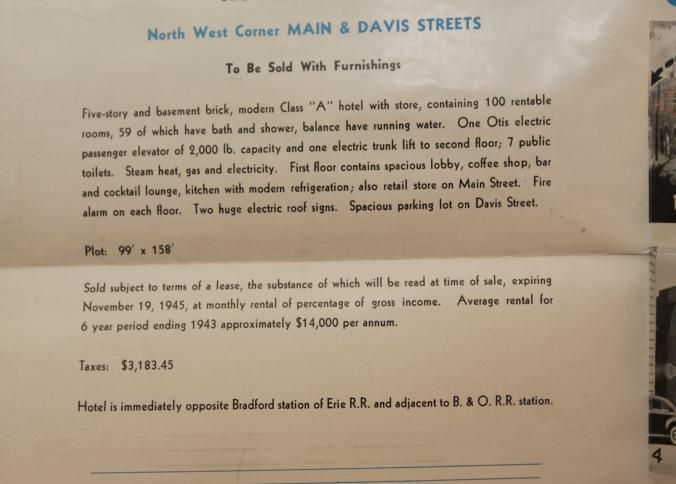 North West Corner MAIN & DAVIS STREETS
To Be Sold With Furnishings
Five-story and basement brick, modern Class "A" hotel with store, containing 100 rentable
rooms, 59 of which have bath and shower, balance have running water. One Otis electric
passenger elevator of 2,000 lb. capacity and one electric trunk lift to second floor; 7 public
toilets. Steam heat, gas and electricity. First floor contains spacious lobby, coffee shop, bar
and cocktail lounge, kitchen with modern refrigeration; also retail store on Main Street. Fire
alarm on each floor. Two huge electric roof signs. Spacious parking lot on Davis Street.
Plot: 99' x 158'
Sold subject to terms of a lease, the substance of which will be read at time of sale, expiring
November 19, 1945, at monthly rental of percentage of gross income. Average rental for
6 year period ending 1943 approximately $14,000 per annum.
Taxes: $3,183.45
Hotel is immediately opposite Bradford station of Erie R.R. and adjacent to B. & O. R.R. station.
4